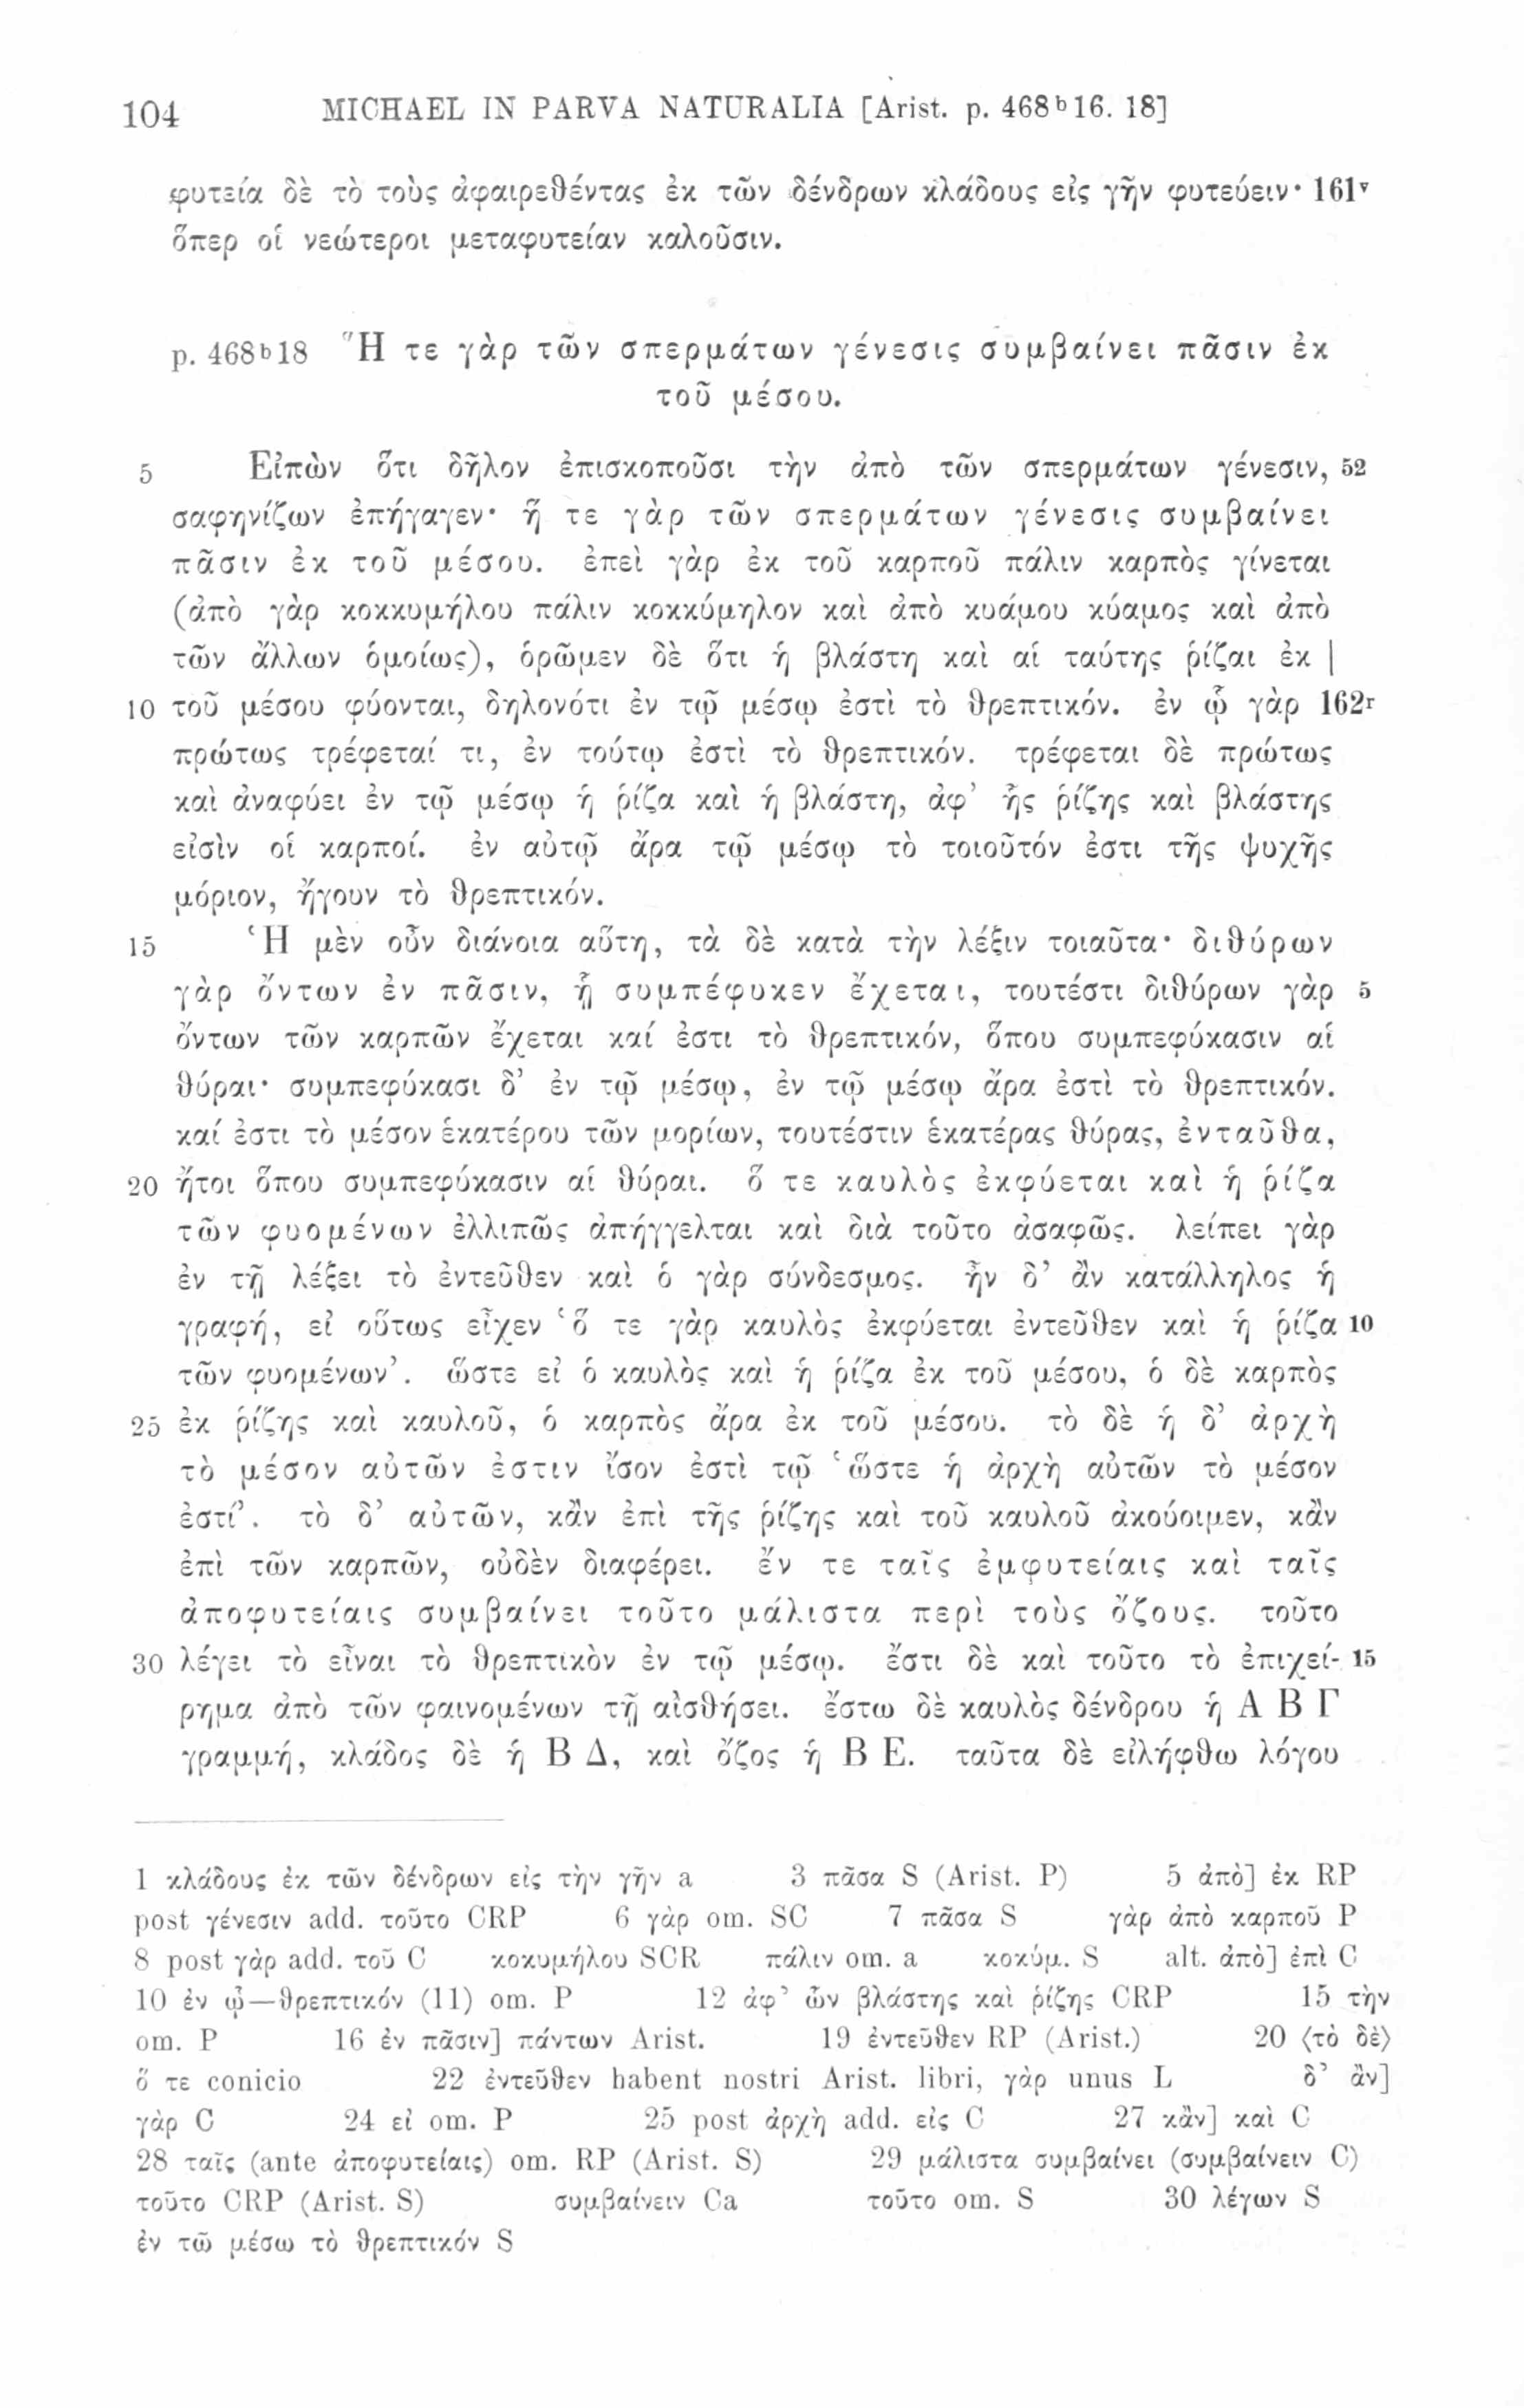 104 MICHAEL IN PARVA NATURALIA [Arist. p. 468ᵇ16. 18]
φυτεία δὲ τὸ τοὺς ἀφαιρεθέντας ἐκ τῶν δένδρων κλάδους εἰς γῆν φυτεύειν· 161ᵛ
ὅπερ οἱ νεώτεροι μεταφυτείαν καλοῦσιν.
p. 468ᵇ18 Ἥ τε γὰρ τῶν σπερμάτων γένεσις συμβαίνει πᾶσιν ἐκ
τοῦ μέσου.
5 Εἰπὼν ὅτι δῆλον ἐπισκοποῦσι τὴν ἀπὸ τῶν σπερμάτων γένεσιν, 52
σαφηνίζων ἐπήγαγεν· ἥ τε γὰρ τῶν σπερμάτων γένεσις συμβαίνει
πᾶσιν ἐκ τοῦ μέσου. ἐπεὶ γὰρ ἐκ τοῦ καρποῦ πάλιν καρπὸς γίνεται
(ἀπὸ γὰρ κοκκυμήλου πάλιν κοκκύμηλον καὶ ἀπὸ κυάμου κύαμος καὶ ἀπὸ
τῶν ἄλλων ὁμοίως), ὁρῶμεν δὲ ὅτι ἡ βλάστη καὶ αἱ ταύτης ῥίζαι ἐκ |
10 τοῦ μέσου φύονται, δηλονότι ἐν τῷ μέσῳ ἐστὶ τὸ θρεπτικόν. ἐν ᾧ γὰρ 162ʳ
πρώτως τρέφεταί τι, ἐν τούτῳ ἐστὶ τὸ θρεπτικόν. τρέφεται δὲ πρώτως
καὶ ἀναφύει ἐν τῷ μέσῳ ἡ ῥίζα καὶ ἡ βλάστη, ἀφ’ ἧς ῥίζης καὶ βλάστης
εἰσὶν οἱ καρποί. ἐν αὐτῷ ἄρα τῷ μέσῳ τὸ τοιοῦτόν ἐστι τῆς ψυχῆς
μόριον, ἤγουν τὸ θρεπτικόν.
15 Ἡ μὲν οὖν διάνοια αὕτη, τὰ δὲ κατὰ τὴν λέξιν τοιαῦτα· διθύρων
γὰρ ὄντων ἐν πᾶσιν, ᾗ συμπέφυκεν ἔχεται, τουτέστι διθύρων γὰρ 5
ὄντων τῶν καρπῶν ἔχεται καί ἐστι τὸ θρεπτικόν, ὅπου συμπεφύκασιν αἱ
θύραι· συμπεφύκασι δ’ ἐν τῷ μέσῳ, ἐν τῷ μέσῳ ἄρα ἐστὶ τὸ θρεπτικόν.
καί ἐστι τὸ μέσον ἑκατέρου τῶν μορίων, τουτέστιν ἑκατέρας θύρας, ἐνταῦθα,
20 ἤτοι ὅπου συμπεφύκασιν αἱ θύραι. ὅ τε καυλὸς ἐκφύεται καὶ ἡ ῥίζα
τῶν φυομένων ἐλλιπῶς ἀπήγγελται καὶ διὰ τοῦτο ἀσαφῶς. λείπει γὰρ
ἐν τῇ λέξει τὸ ἐντεῦθεν καὶ ὁ γὰρ σύνδεσμος. ἦν δ’ ἂν κατάλληλος ἡ
γραφή, εἰ οὕτως εἶχεν ‘ὅ τε γὰρ καυλὸς ἐκφύεται ἐντεῦθεν καὶ ἡ ῥίζα 10
τῶν φυομένων’. ὥστε εἰ ὁ καυλὸς καὶ ἡ ῥίζα ἐκ τοῦ μέσου, ὁ δὲ καρπὸς
25 ἐκ ῥίζης καὶ καυλοῦ, ὁ καρπὸς ἄρα ἐκ τοῦ μέσου. τὸ δὲ ἡ δ’ ἀρχὴ
τὸ μέσον αὐτῶν ἐστιν ἴσον ἐστὶ τῷ ‘ὥστε ἡ ἀρχὴ αὐτῶν τὸ μέσον
ἐστί’. τὸ δ’ αὐτῶν, κἂν ἐπὶ τῆς ῥίζης καὶ τοῦ καυλοῦ ἀκούοιμεν, κἂν
ἐπὶ τῶν καρπῶν, οὐδὲν διαφέρει. ἔν τε ταῖς ἐμφυτείαις καὶ ταῖς
ἀποφυτείαις συμβαίνει τοῦτο μάλιστα περὶ τοὺς ὄζους. τοῦτο
30 λέγει τὸ εἶναι τὸ θρεπτικὸν ἐν τῷ μέσῳ. ἔστι δὲ καὶ τοῦτο τὸ ἐπιχεί- 15
ρημα ἀπὸ τῶν φαινομένων τῇ αἰσθήσει. ἔστω δὲ καυλὸς δένδρου ἡ Α Β Γ
γραμμή, κλάδος δὲ ἡ Β Δ, καὶ ὄζος ἡ Β Ε. ταῦτα δὲ εἰλήφθω λόγου
1 κλάδους ἐκ τῶν δένδρων εἰς τὴν γῆν a 3 πᾶσα S (Arist. P) 5 ἀπὸ] ἐκ RP
post γένεσιν add. τοῦτο CRP 6 γὰρ om. SC 7 πᾶσα S γὰρ ἀπὸ καρποῦ P
8 post γὰρ add. τοῦ C κοκυμήλου SCR πάλιν om. a κοκύμ. S alt. ἀπὸ] ἐπὶ C
10 ἐν ᾧ—θρεπτικόν (11) om. P 12 ἀφ’ ὧν βλάστης καὶ ῥίζης CRP 15 τὴν
om. P 16 ἐν πᾶσιν] πάντων Arist. 19 ἐντεῦθεν RP (Arist.) 20 ⟨τὸ δὲ⟩
ὅ τε conicio 22 ἐντεῦθεν habent nostri Arist. libri, γὰρ unus L δ’ ἂν]
γὰρ C 24 εἰ om. P 25 post ἀρχὴ add. εἰς C 27 κἂν] καὶ C
28 ταῖς (ante ἀποφυτείαις) om. RP (Arist. S) 29 μάλιστα συμβαίνει (συμβαίνειν C)
τοῦτο CRP (Arist. S) συμβαίνειν Ca τοῦτο om. S 30 λέγων S
ἐν τῶ μέσω τὸ θρεπτικόν S